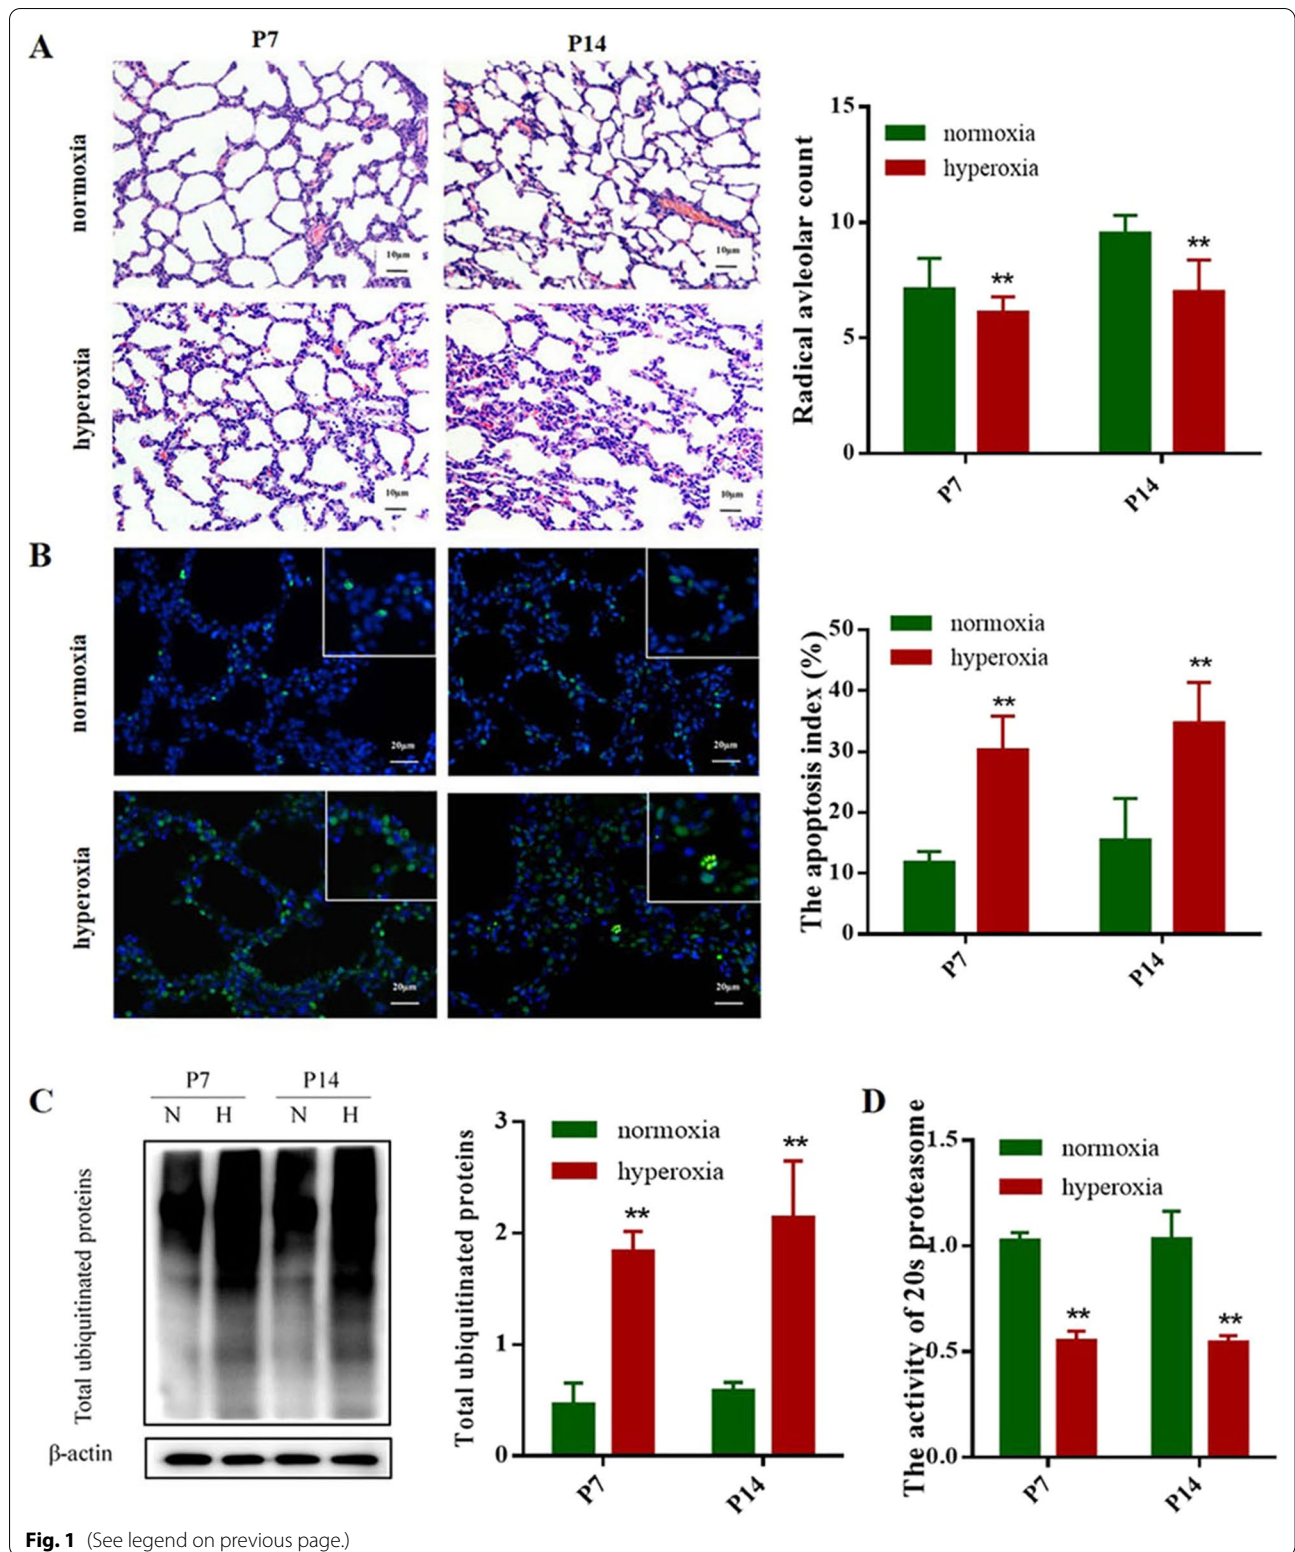 A
P7
P14
normoxia
10µm
10µm
hyperoxia
10µm
10µm
15
10
5
0
normoxia
hyperoxia
Radical avleolar count
**
**
P7
P14
B
normoxia
20µm
20µm
hyperoxia
20µm
20µm
50
40
30
20
10
0
normoxia
hyperoxia
The apoptosis index (%)
**
**
P7
P14
C
P7
P14
N
H
N
H
Total ubiquitinated proteins
β-actin
3
2
1
0
normoxia
hyperoxia
Total ubiquitinated proteins
**
**
P7
P14
D
1.5
1.0
0.5
0.0
normoxia
hyperoxia
The activity of 20s proteasome
**
**
P7
P14
Fig. 1 (See legend on previous page.)